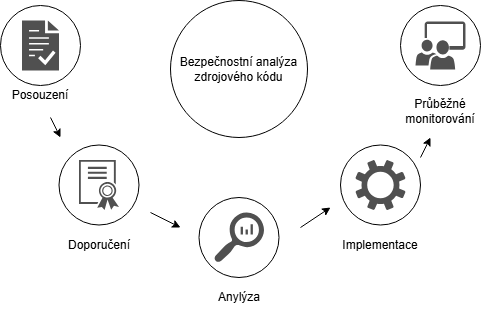 Bezpečnostní analýza
zdrojového kódu
Posouzení
Průběžné
monitorování
Doporučení
Implementace
Anylýza